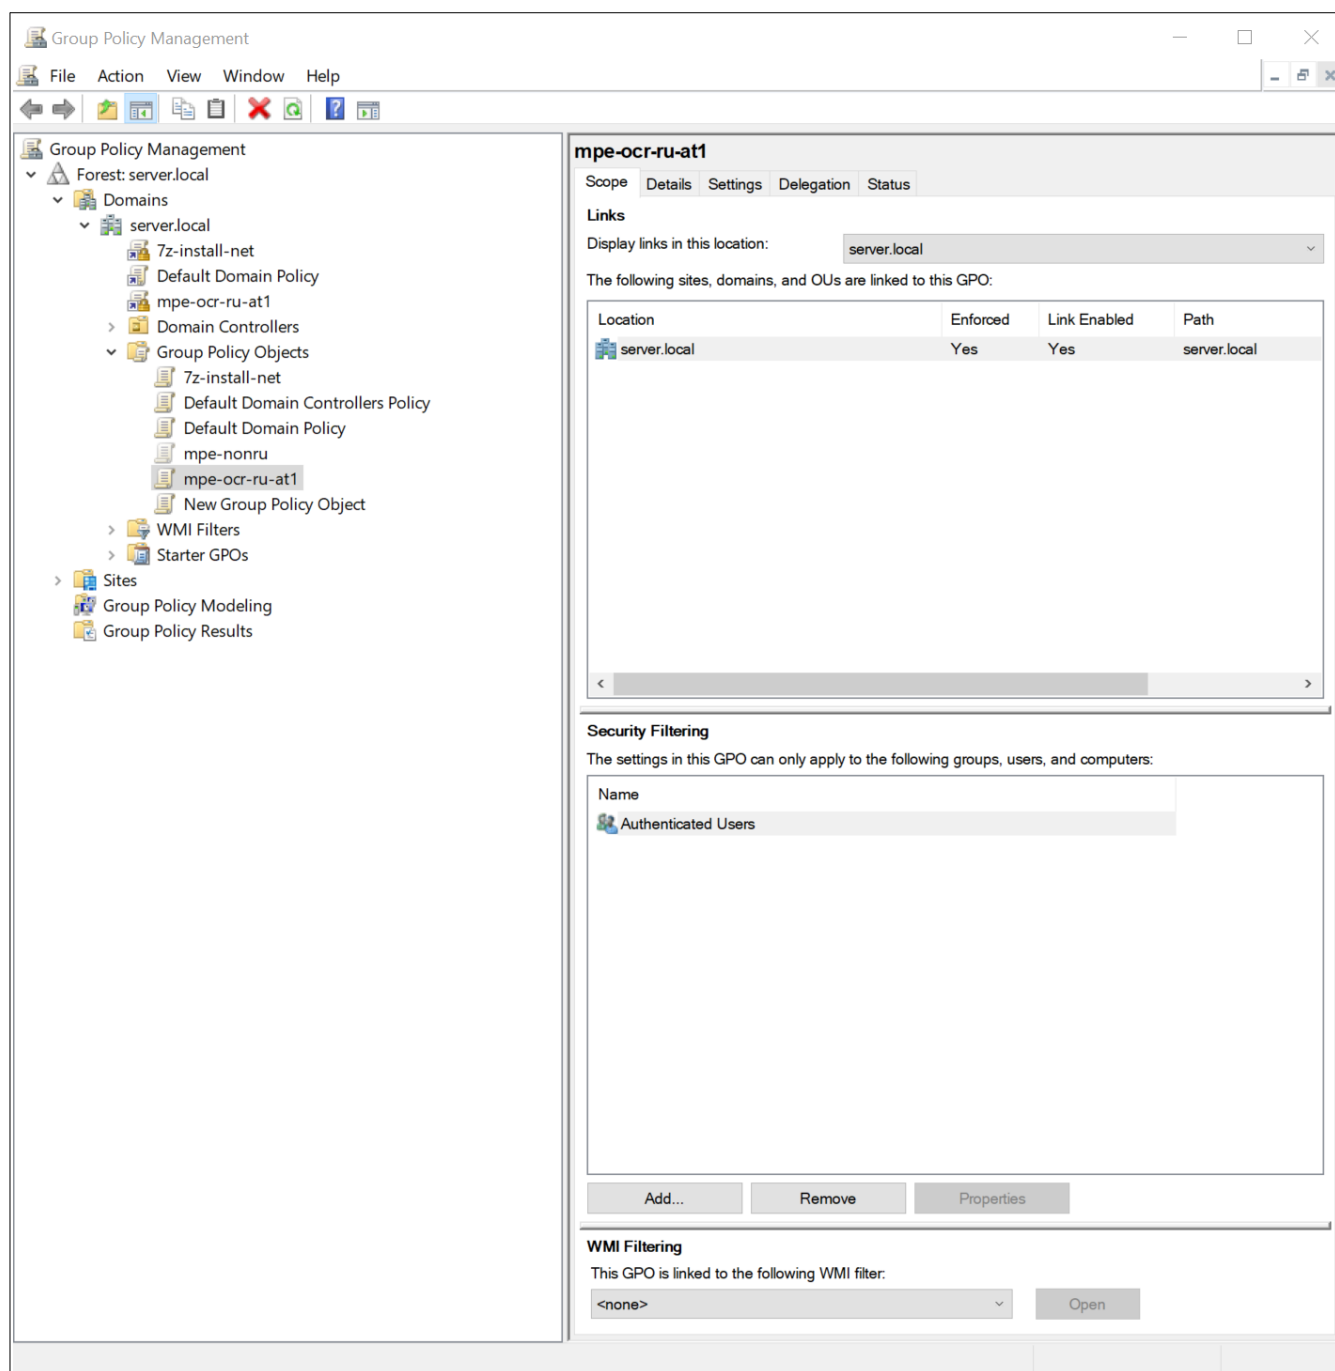 Group Policy Management
File Action View Window Help
Group Policy Management
Forest: server.local
Domains
server.local
7z-install-net
Default Domain Policy
mpe-ocr-ru-at1
Domain Controllers
Group Policy Objects
7z-install-net
Default Domain Controllers Policy
Default Domain Policy
mpe-nonru
mpe-ocr-ru-at1
New Group Policy Object
WMI Filters
Starter GPOs
Sites
Group Policy Modeling
Group Policy Results
mpe-ocr-ru-at1
Scope Details Settings Delegation Status
Links
Display links in this location: server.local
The following sites, domains, and OUs are linked to this GPO:
Location Enforced Link Enabled Path
server.local Yes Yes server.local
Security Filtering
The settings in this GPO can only apply to the following groups, users, and computers:
Name
Authenticated Users
Add... Remove Properties
WMI Filtering
This GPO is linked to the following WMI filter:
<none> Open